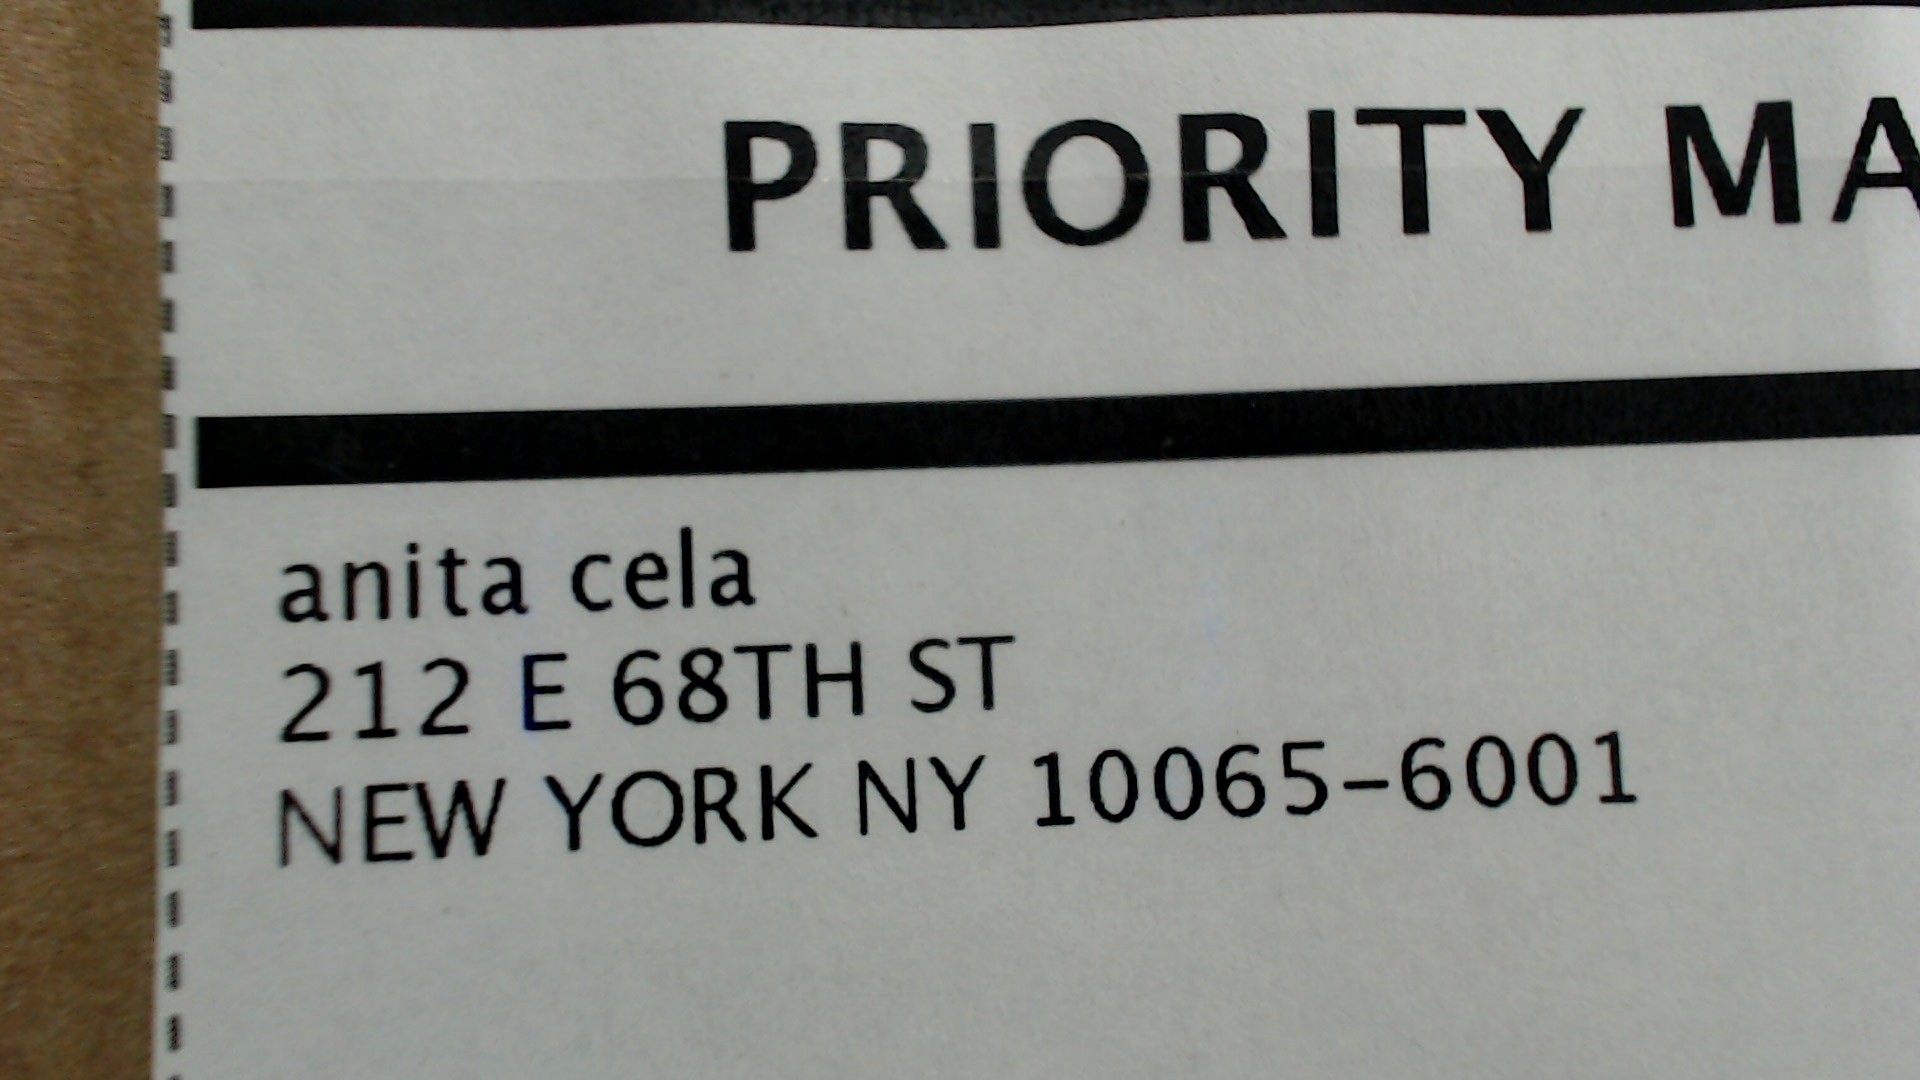 PRIORITY MA
anita cela
212 E 68TH ST
NEW YORK NY 10065-6001